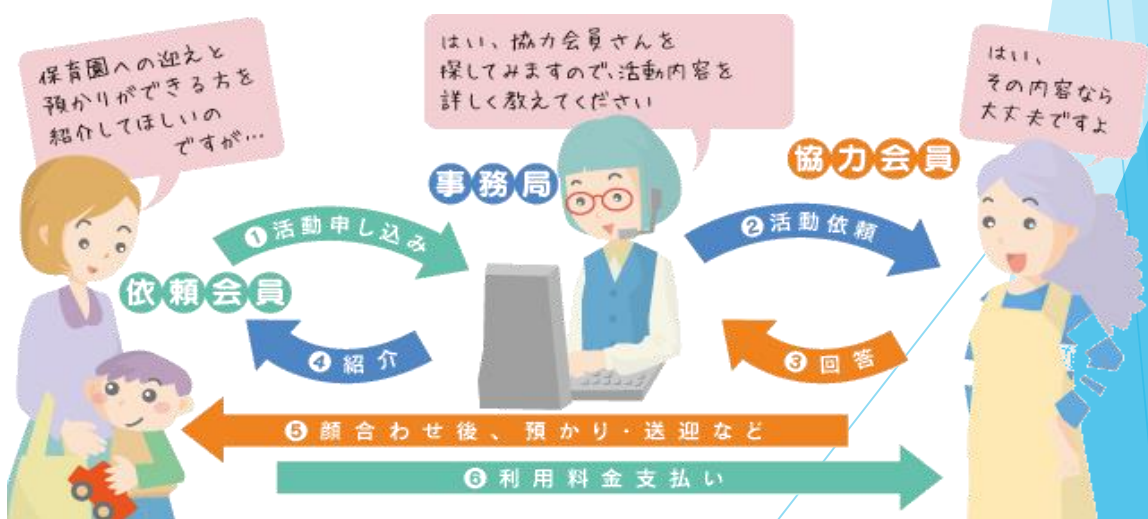 保育園への迎えと
預かりができる方を
紹介してほしいの
ですが…
はい、協力会員さんを
探してみますので、活動内容を
詳しく教えてください
はい、
その内容なら
大丈夫ですよ
事務局
協力会員
依頼会員
❶活動申し込み
❷活動依頼
❸回答
❹紹介
❺顔合わせ後、預かり・送迎など
❻利用料金支払い